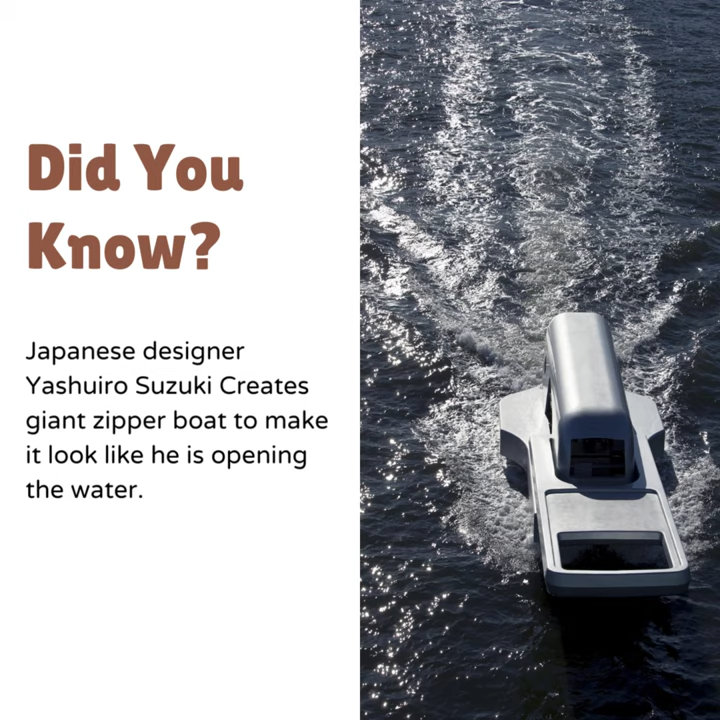 Did You
Know?
Japanese designer
Yashuiro Suzuki Creates
giant zipper boat to make
it look like he is opening
the water.